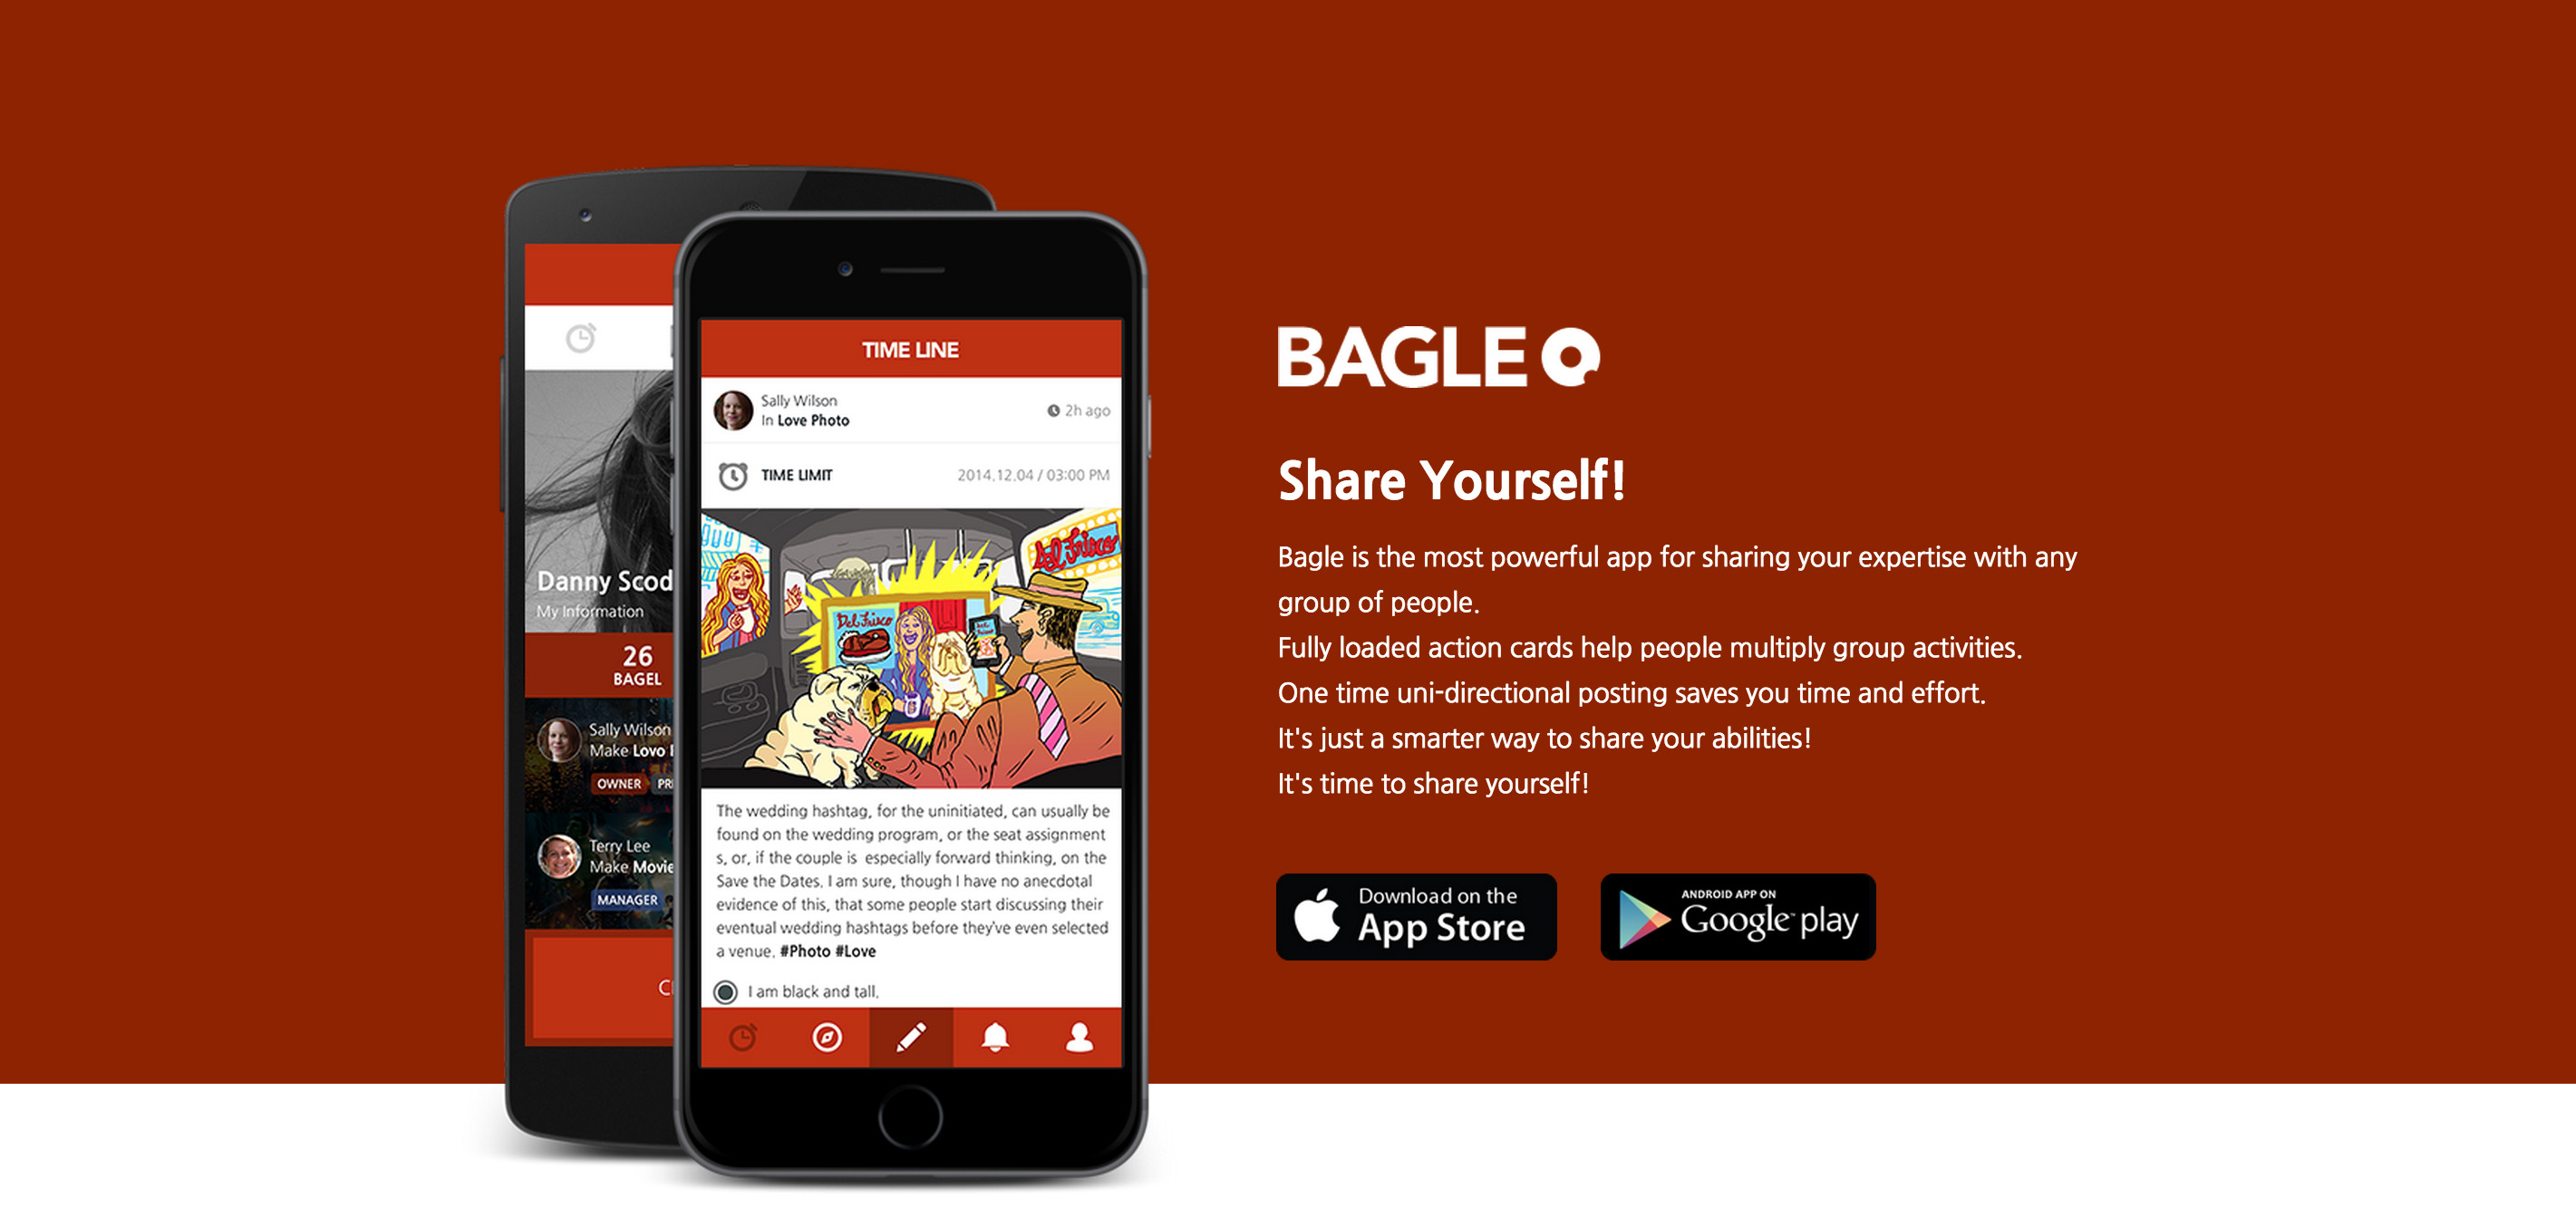 Danny Scod
My Information
26
BAGEL
Sally Wilson
Make Lovo
OWNER
Terry Lee
Make Movie
MANAGER
TIME LINE
Sally Wilson
In Love Photo
2h ago
TIME LIMIT
2014.12.04 / 03:00 PM
Del Frisco
Del Frisco
The wedding hashtag, for the uninitiated, can usually be
found on the wedding program, or the seat assignment
s, or, if the couple is especially forward thinking, on the
Save the Dates. I am sure, though I have no anecdotal
evidence of this, that some people start discussing their
eventual wedding hashtags before they've even selected
a venue. #Photo #Love
I am black and tall.
BAGLE
Share Yourself!
Bagle is the most powerful app for sharing your expertise with any
group of people.
Fully loaded action cards help people multiply group activities.
One time uni-directional posting saves you time and effort.
It's just a smarter way to share your abilities!
It's time to share yourself!
Download on the
App Store
ANDROID APP ON
Google play